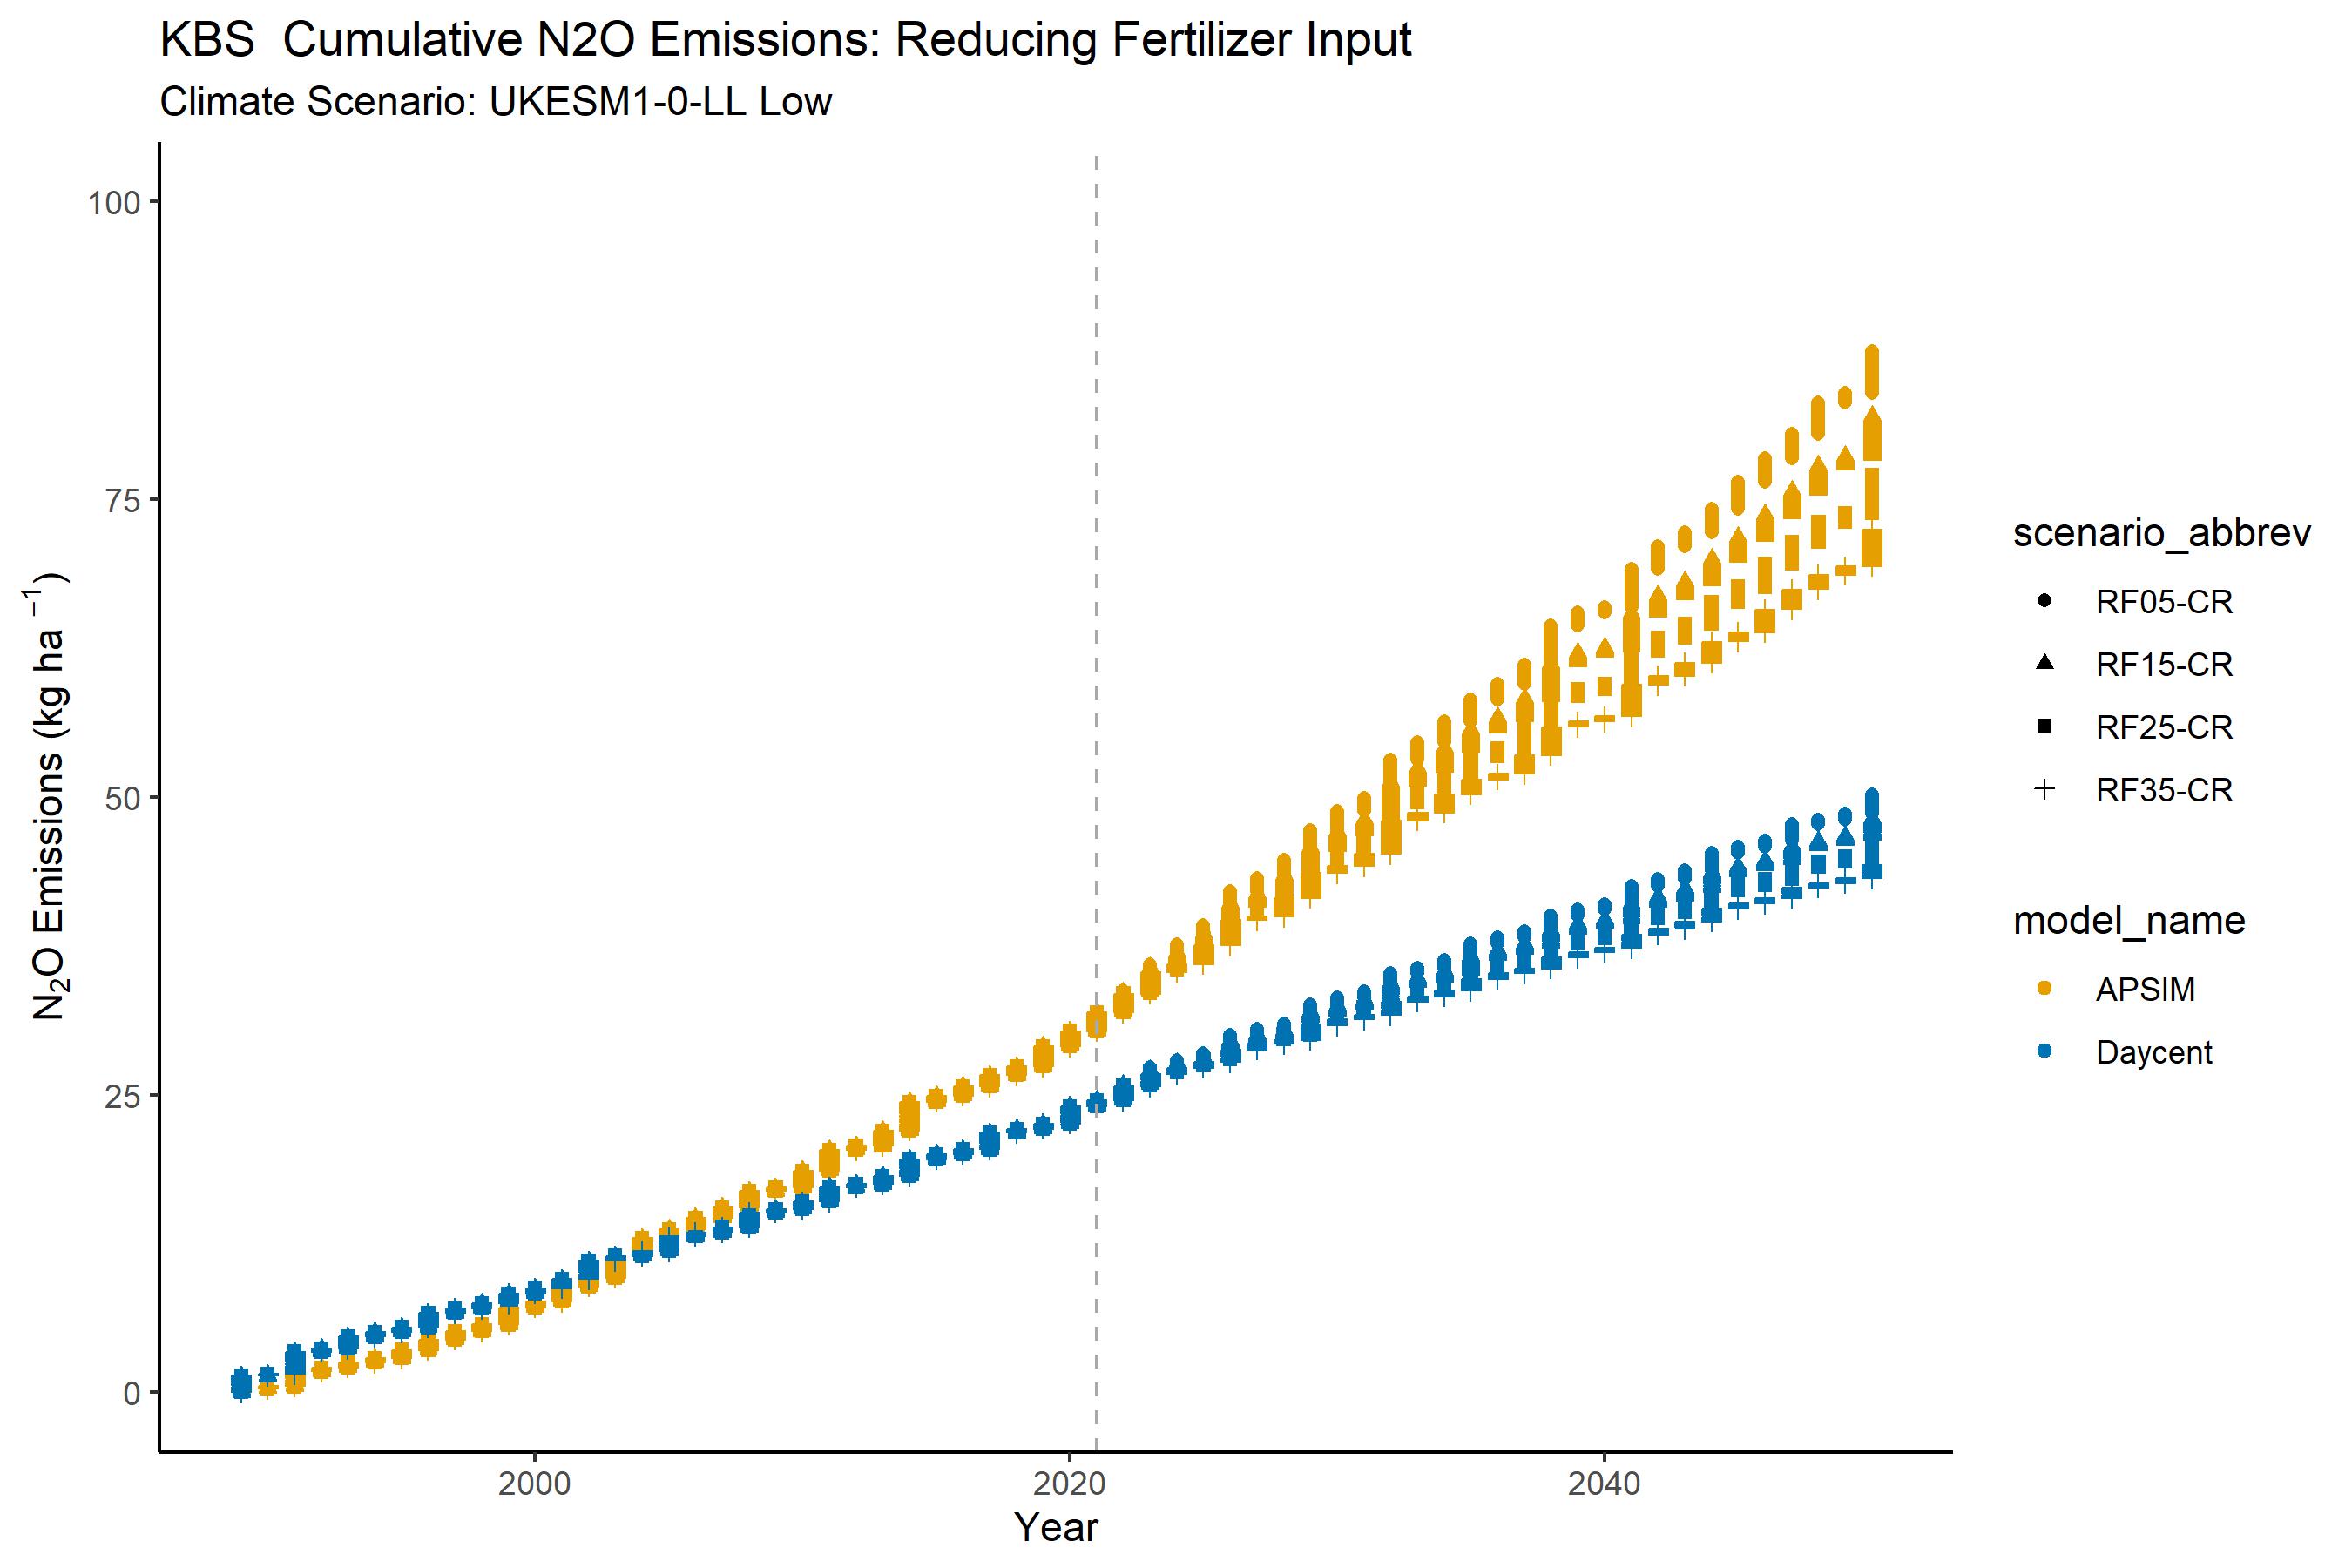 KBS  Cumulative N2O Emissions: Reducing Fertilizer Input
Climate Scenario: UKESM1-0-LL Low
N₂O Emissions (kg ha ⁻¹)
100
75
50
25
0
2000
2020
2040
Year
scenario_abbrev
RF05-CR
RF15-CR
RF25-CR
RF35-CR
model_name
APSIM
Daycent